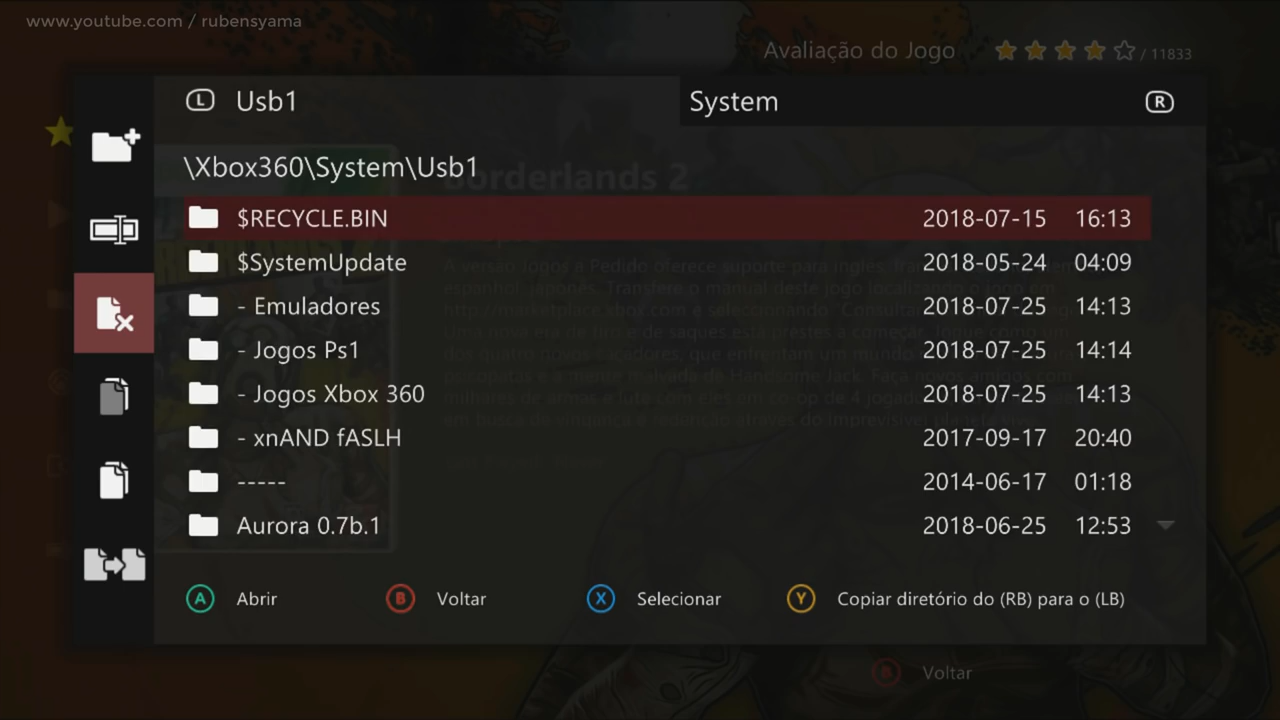 www.youtube.com / rubensyama
Avaliação do Jogo
/ 11833
L Usb1
System R
\Xbox360\System\Usb1
Borderlands 2
$RECYCLE.BIN 2018-07-15 16:13
$SystemUpdate 2018-05-24 04:09
- Emuladores 2018-07-25 14:13
- Jogos Ps1 2018-07-25 14:14
- Jogos Xbox 360 2018-07-25 14:13
- xnAND fASLH 2017-09-17 20:40
----- 2014-06-17 01:18
Aurora 0.7b.1 2018-06-25 12:53
A Abrir
B Voltar
X Selecionar
Y Copiar diretório do (RB) para o (LB)
B Voltar